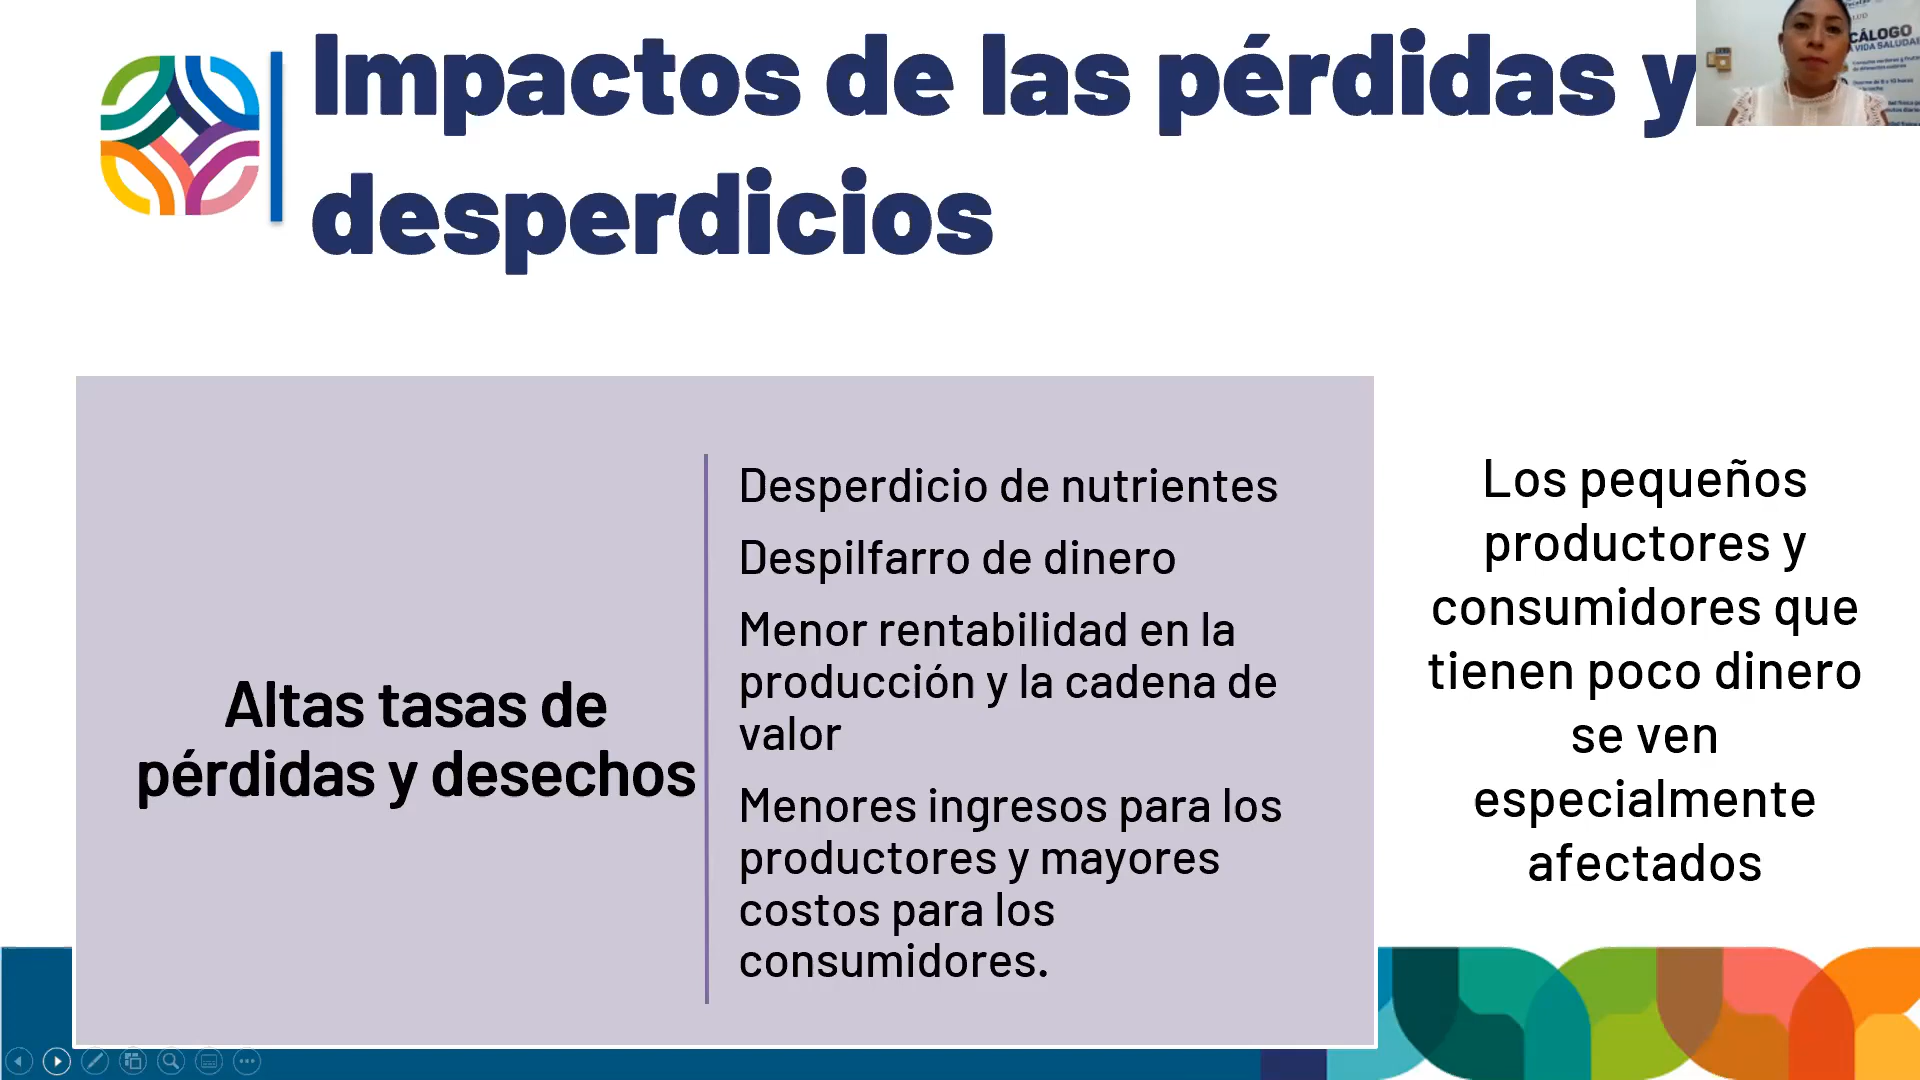 Impactos de las pérdidas y
desperdicios
CÁLOGO
VIDA SALUDA
Altas tasas de
pérdidas y desechos
Desperdicio de nutrientes
Despilfarro de dinero
Menor rentabilidad en la
producción y la cadena de
valor
Menores ingresos para los
productores y mayores
costos para los
consumidores.
Los pequeños
productores y
consumidores que
tienen poco dinero
se ven
especialmente
afectados